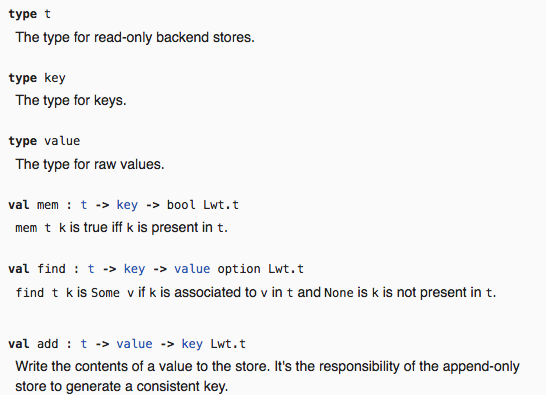 type t
The type for read-only backend stores.
type key
The type for keys.
type value
The type for raw values.
val mem : t -> key -> bool Lwt.t
mem t k is true iff k is present in t.
val find : t -> key -> value option Lwt.t
find t k is Some v if k is associated to v in t and None is k is not present in t.
val add : t -> value -> key Lwt.t
Write the contents of a value to the store. It's the responsibility of the append-only
store to generate a consistent key.